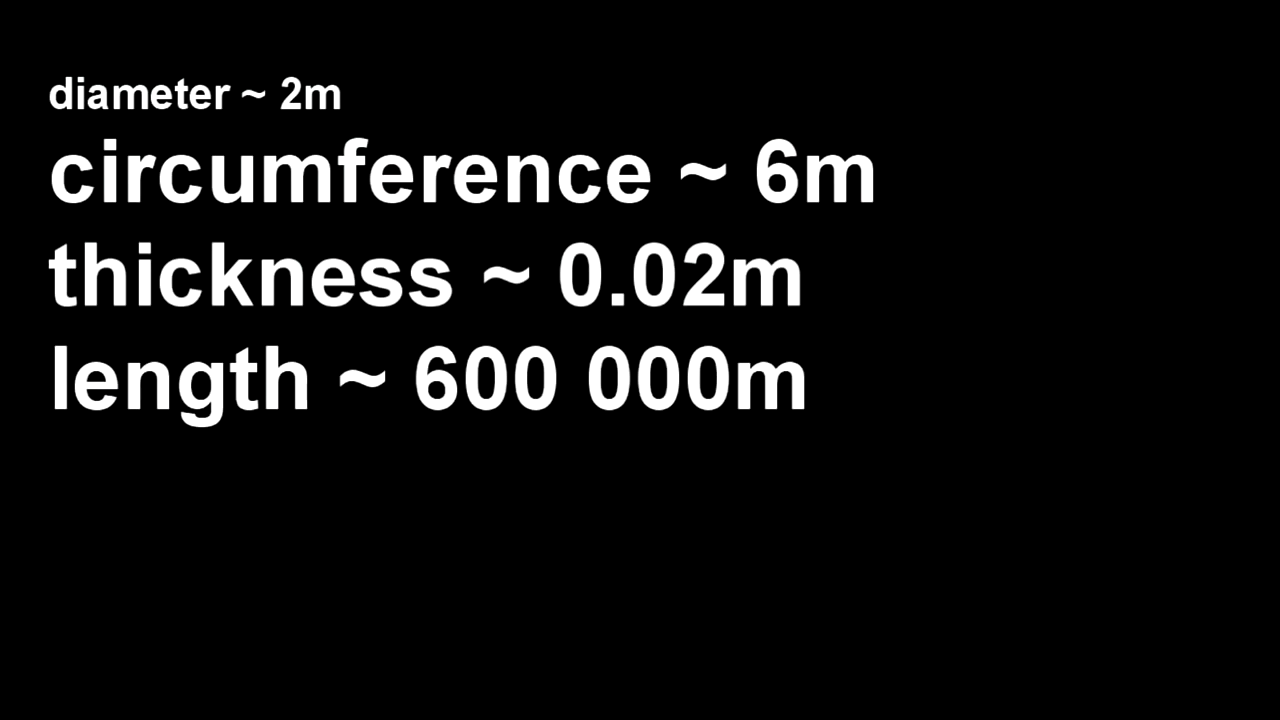 diameter ~ 2m
circumference ~ 6m
thickness ~ 0.02m
length ~ 600 000m